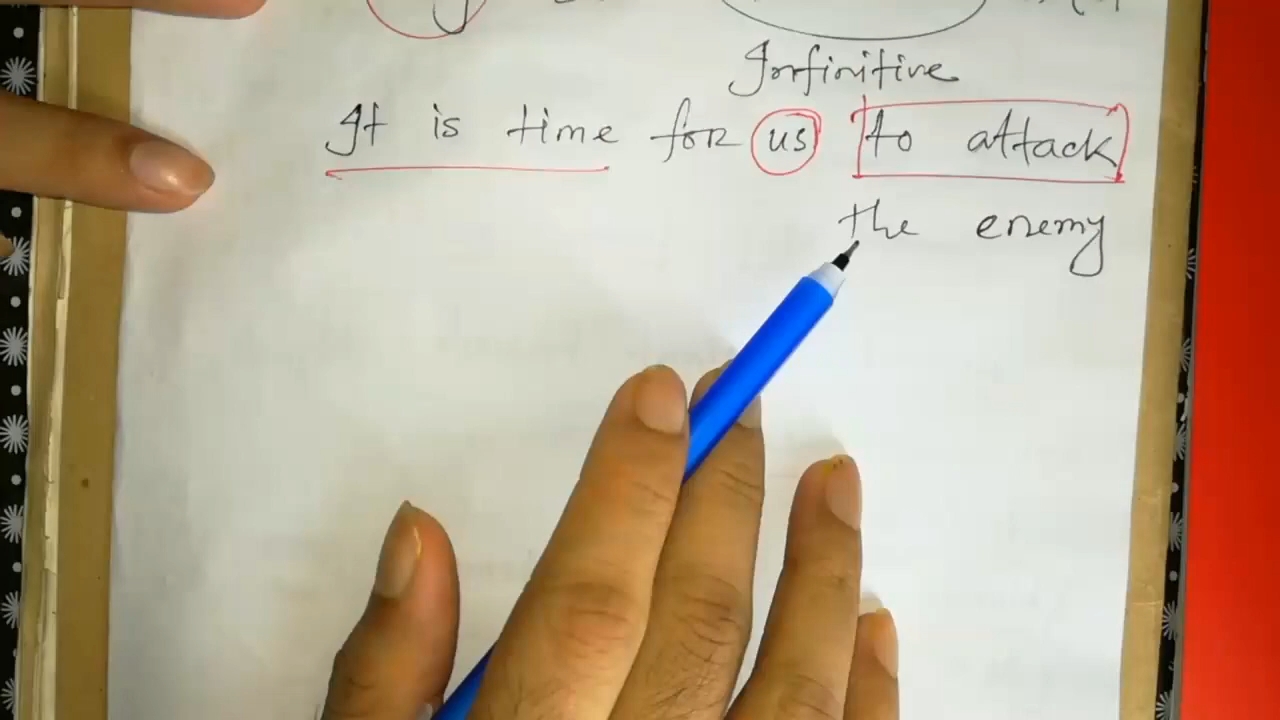 Infinitive
It is time for us to attack
the enemy